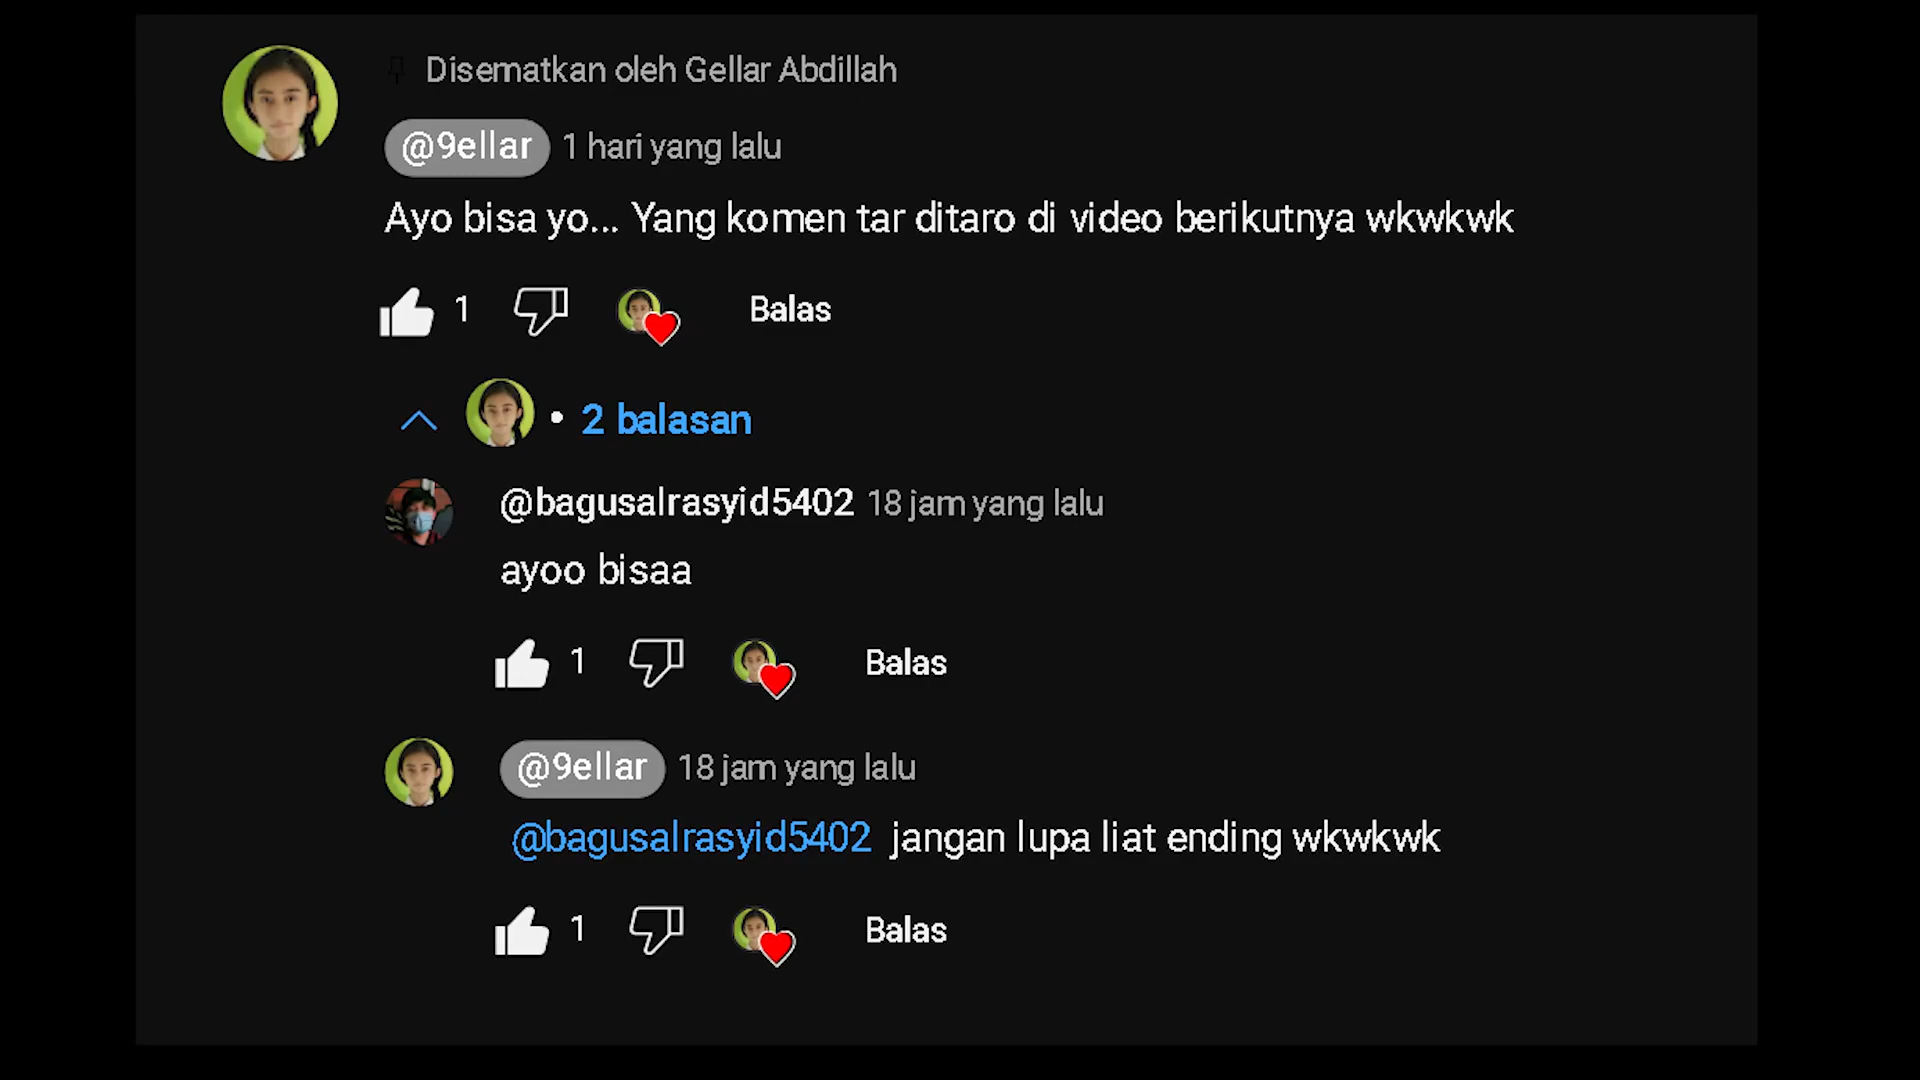 Disematkan oleh Gellar Abdillah
@9ellar 1 hari yang lalu
Ayo bisa yo... Yang komen tar ditaro di video berikutnya wkwkwk
1 Balas
• 2 balasan
@bagusalrasyid5402 18 jam yang lalu
ayoo bisaa
1 Balas
@9ellar 18 jam yang lalu
@bagusalrasyid5402 jangan lupa liat ending wkwkwk
1 Balas